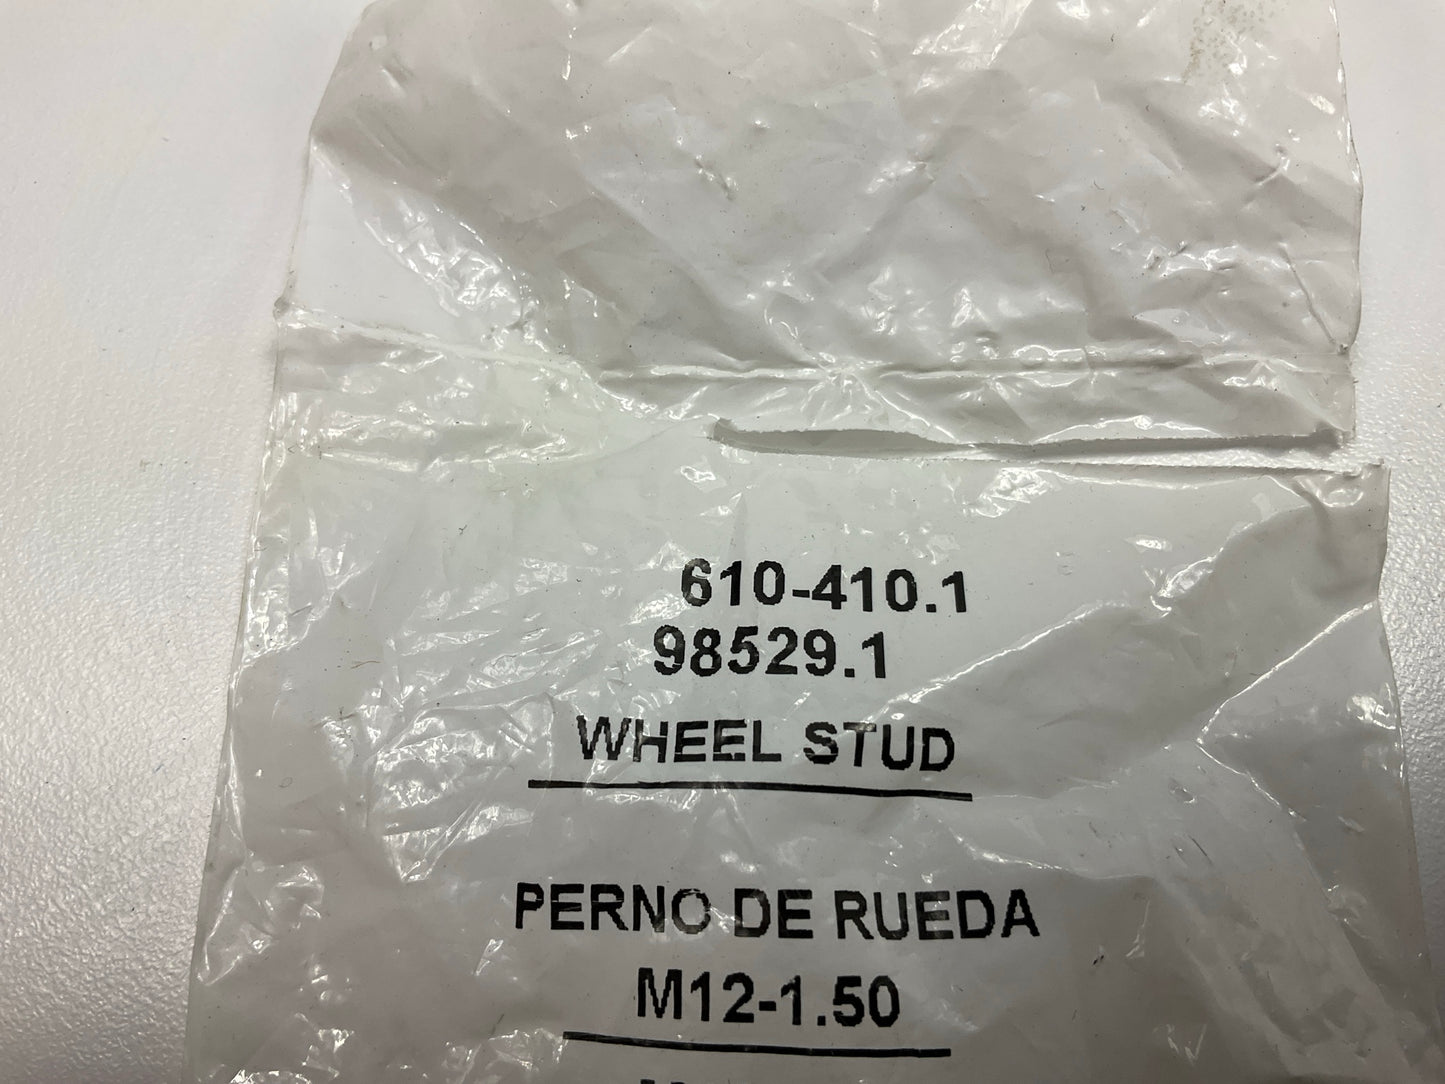 610-410.1
98529.1
WHEEL STUD
PERNO DE RUEDA
M12-1.50